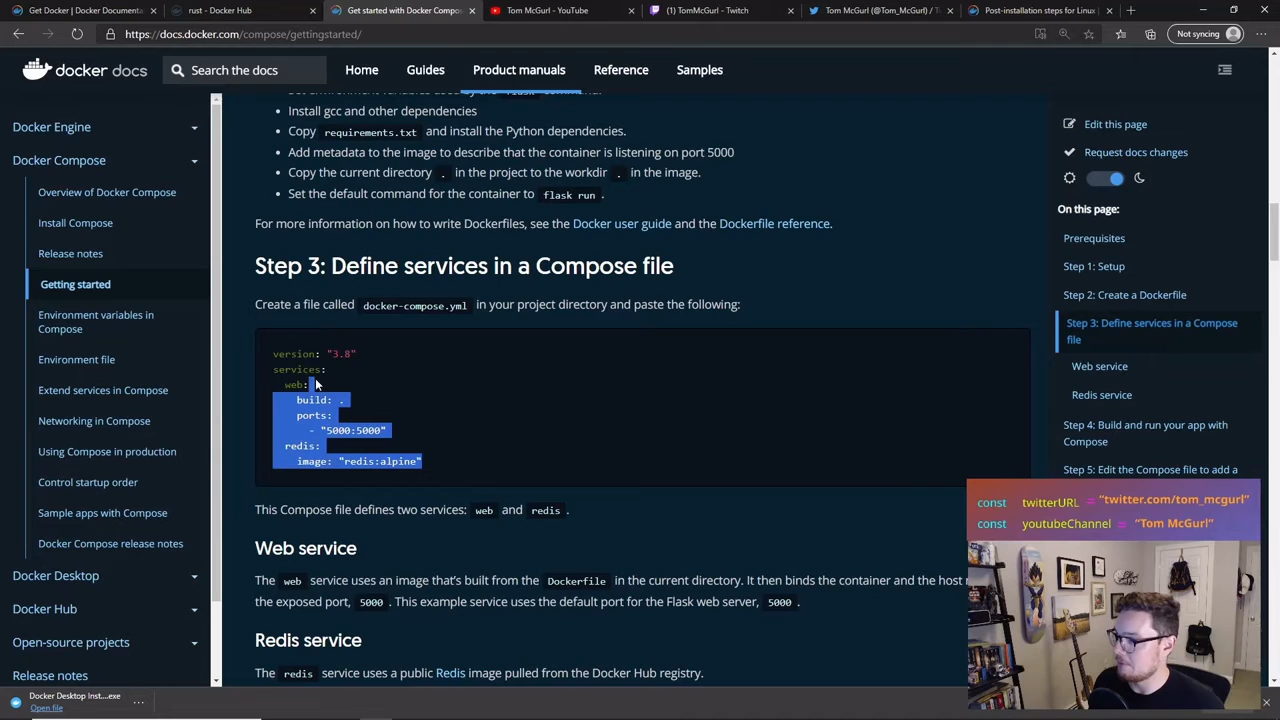 Get Docker | Docker Documenta
rust - Docker Hub
Get started with Docker Compos
Tom McGurl - YouTube
(1) TomMcGurl - Twitch
Tom McGurl (@Tom_McGurl) / T
Post-installation steps for Linux
https://docs.docker.com/compose/gettingstarted/
Not syncing
docker docs
Search the docs
Home
Guides
Product manuals
Reference
Samples
Docker Engine
Docker Compose
Overview of Docker Compose
Install Compose
Release notes
Getting started
Environment variables in
Compose
Environment file
Extend services in Compose
Networking in Compose
Using Compose in production
Control startup order
Sample apps with Compose
Docker Compose release notes
Docker Desktop
Docker Hub
Open-source projects
Release notes
Set environment variables used by the flask command.
• Install gcc and other dependencies
• Copy requirements.txt and install the Python dependencies.
• Add metadata to the image to describe that the container is listening on port 5000
• Copy the current directory . in the project to the workdir . in the image.
• Set the default command for the container to flask run .
For more information on how to write Dockerfiles, see the Docker user guide and the Dockerfile reference.
Step 3: Define services in a Compose file
Create a file called docker-compose.yml in your project directory and paste the following:
version: "3.8"
services:
web:
build: .
ports:
- "5000:5000"
redis:
image: "redis:alpine"
This Compose file defines two services: web and redis .
Web service
The web service uses an image that's built from the Dockerfile in the current directory. It then binds the container and the host
the exposed port, 5000 . This example service uses the default port for the Flask web server, 5000 .
Redis service
The redis service uses a public Redis image pulled from the Docker Hub registry.
Edit this page
Request docs changes
On this page:
Prerequisites
Step 1: Setup
Step 2: Create a Dockerfile
Step 3: Define services in a Compose
file
Web service
Redis service
Step 4: Build and run your app with
Compose
Step 5: Edit the Compose file to add a
const twitterURL = "twitter.com/tom_mcgurl"
const youtubeChannel = "Tom McGurl"
Docker Desktop Inst....exe
Open file